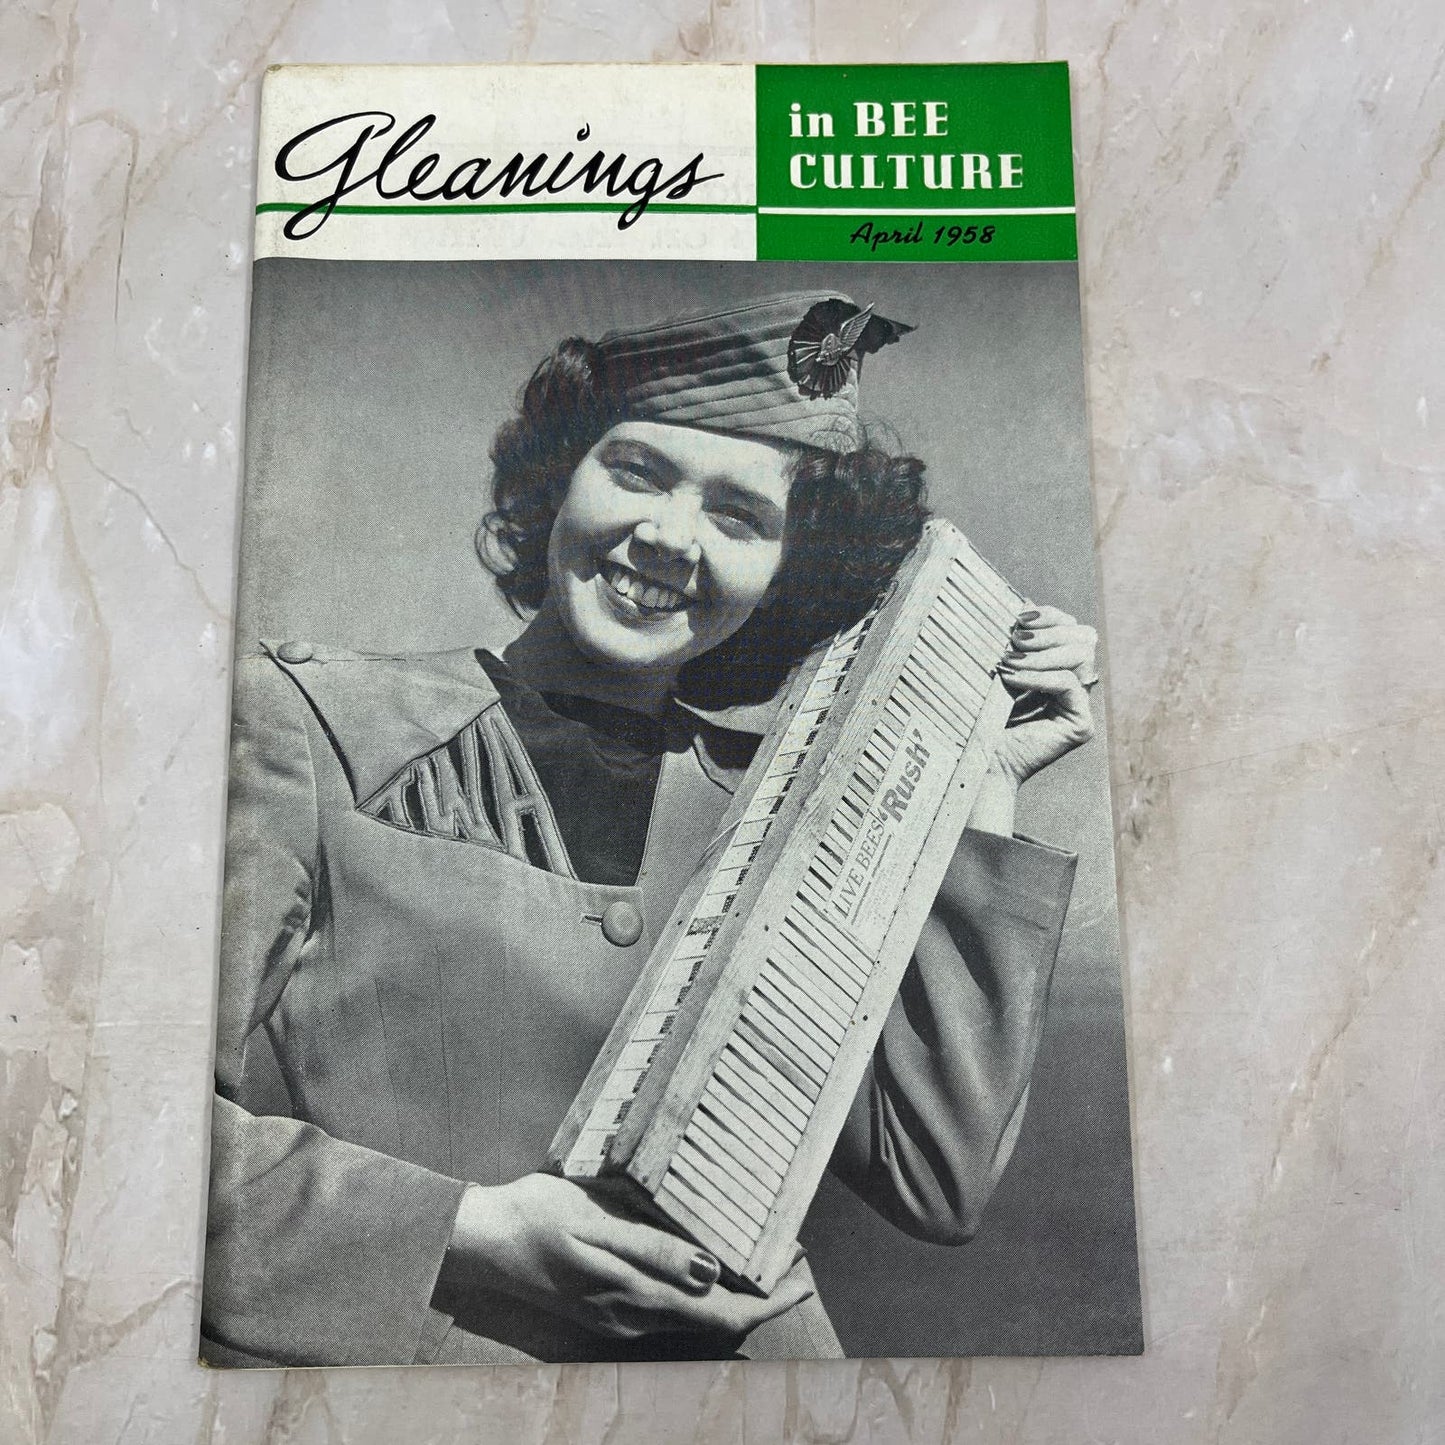 Gleanings
in BEE
CULTURE
April 1958
TWA
LIVE BEES
'Rush'